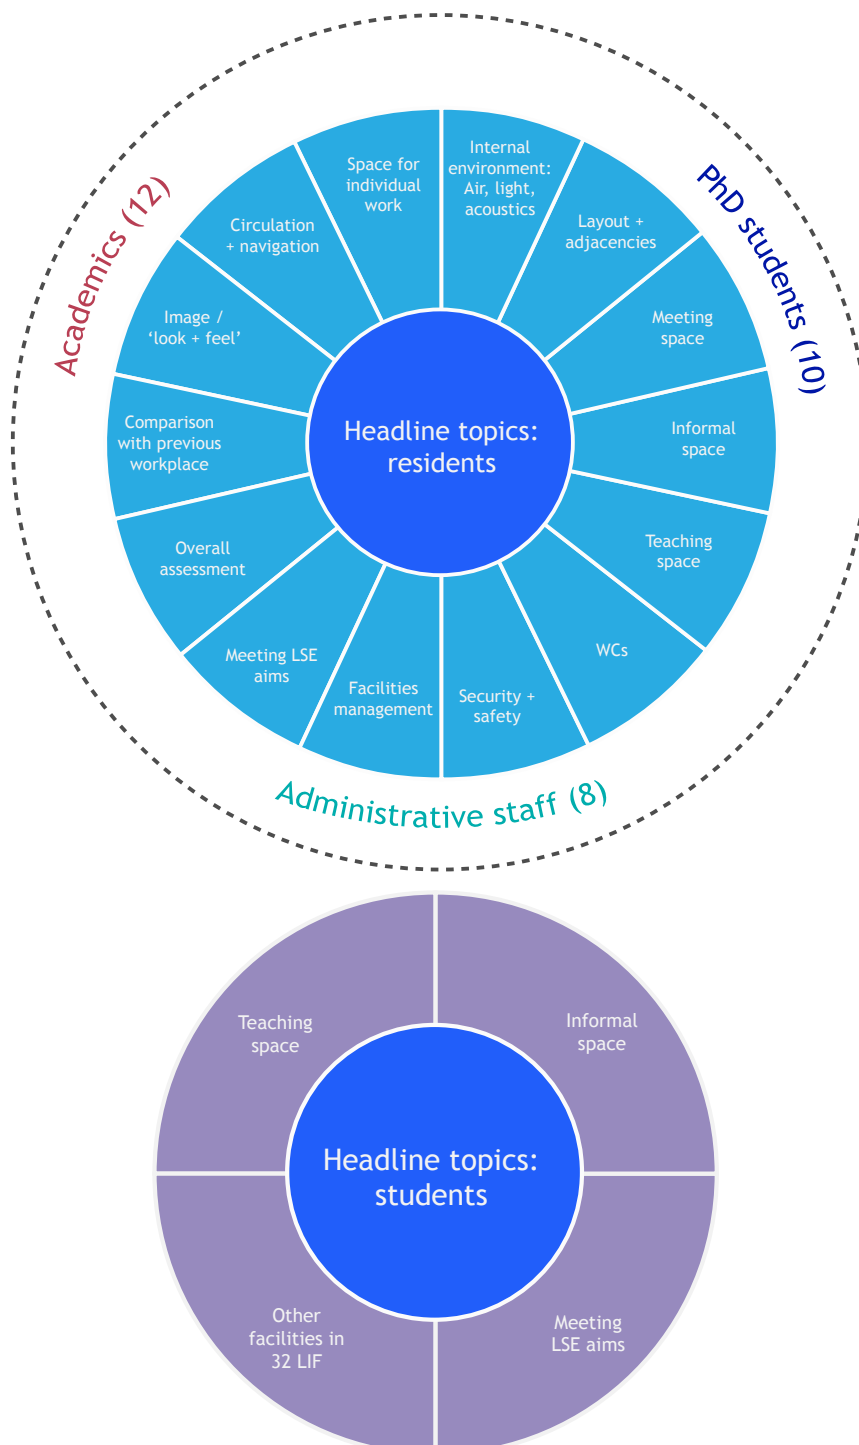 Academics (12)
PhD students (10)
Space for
individual
work
Internal
environment:
Air, light,
acoustics
Layout +
adjacencies
Meeting
space
Informal
space
Teaching
space
WCs
Security +
safety
Facilities
management
Meeting LSE
aims
Overall
assessment
Comparison
with previous
workplace
Image /
‘look + feel’
Circulation
+ navigation
Headline topics:
residents
Administrative staff (8)
Teaching
space
Informal
space
Headline topics:
students
Other
facilities in
32 LIF
Meeting
LSE aims